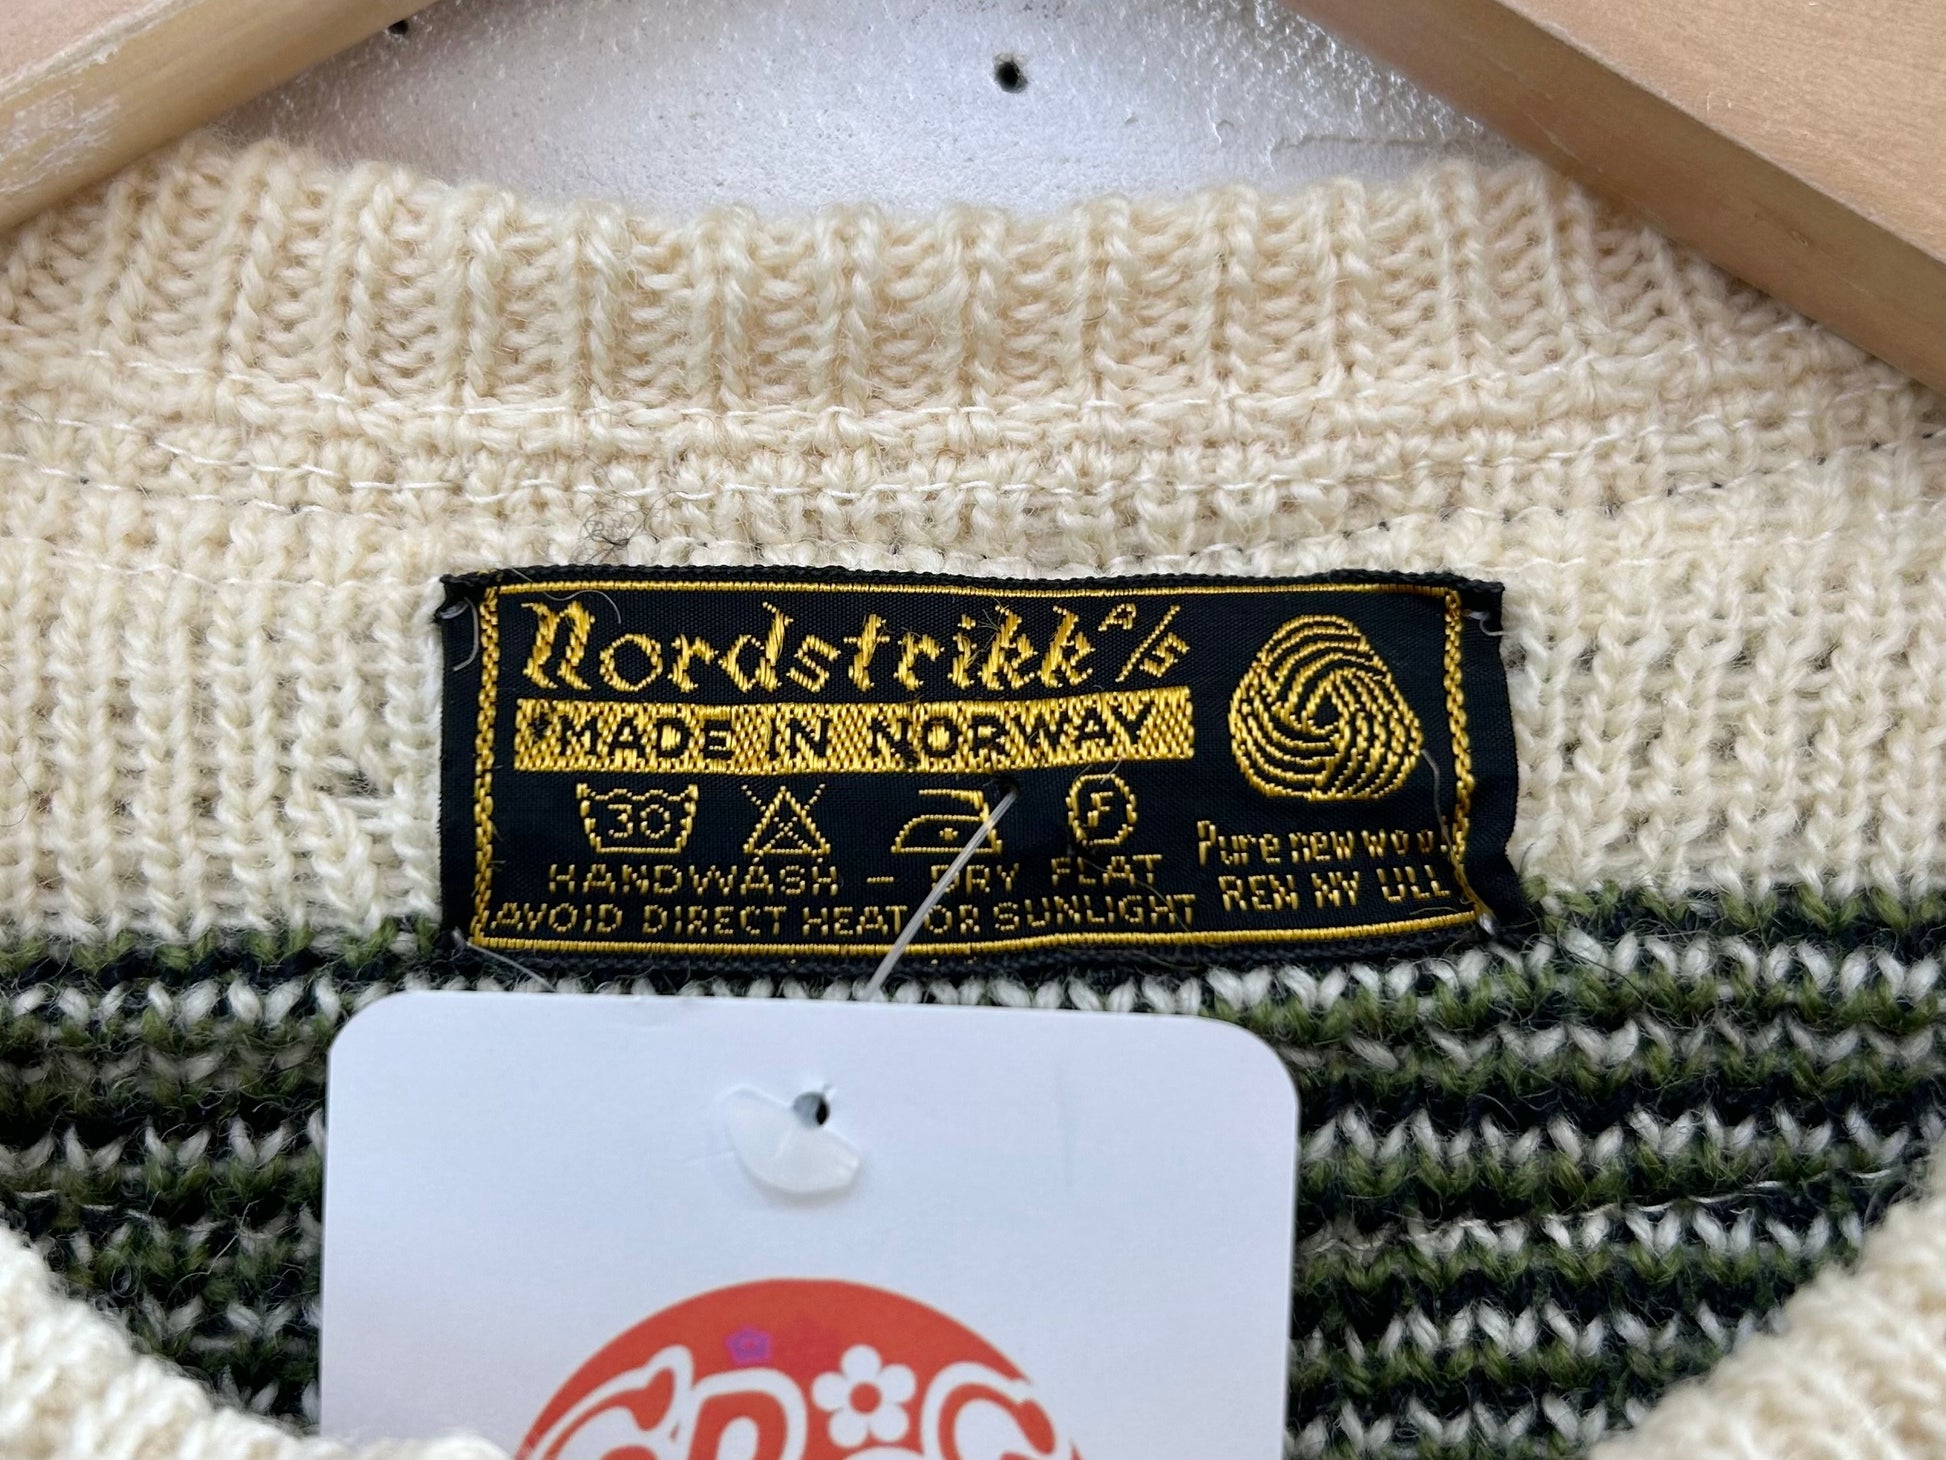 Nordstrikk A/S
MADE IN NORWAY
30
F
HANDWASH – DRY FLAT
AVOID DIRECT HEAT OR SUNLIGHT
Pure new wool
REN NY ULL